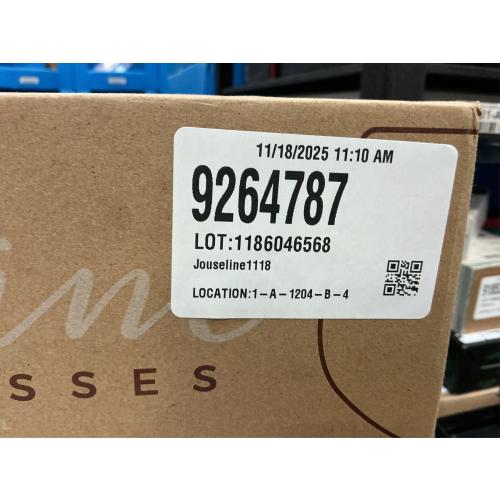 11/18/2025 11:10 AM
9264787
LOT:1186046568
Jouseline1118
LOCATION:1-A-1204-B-4
SSES